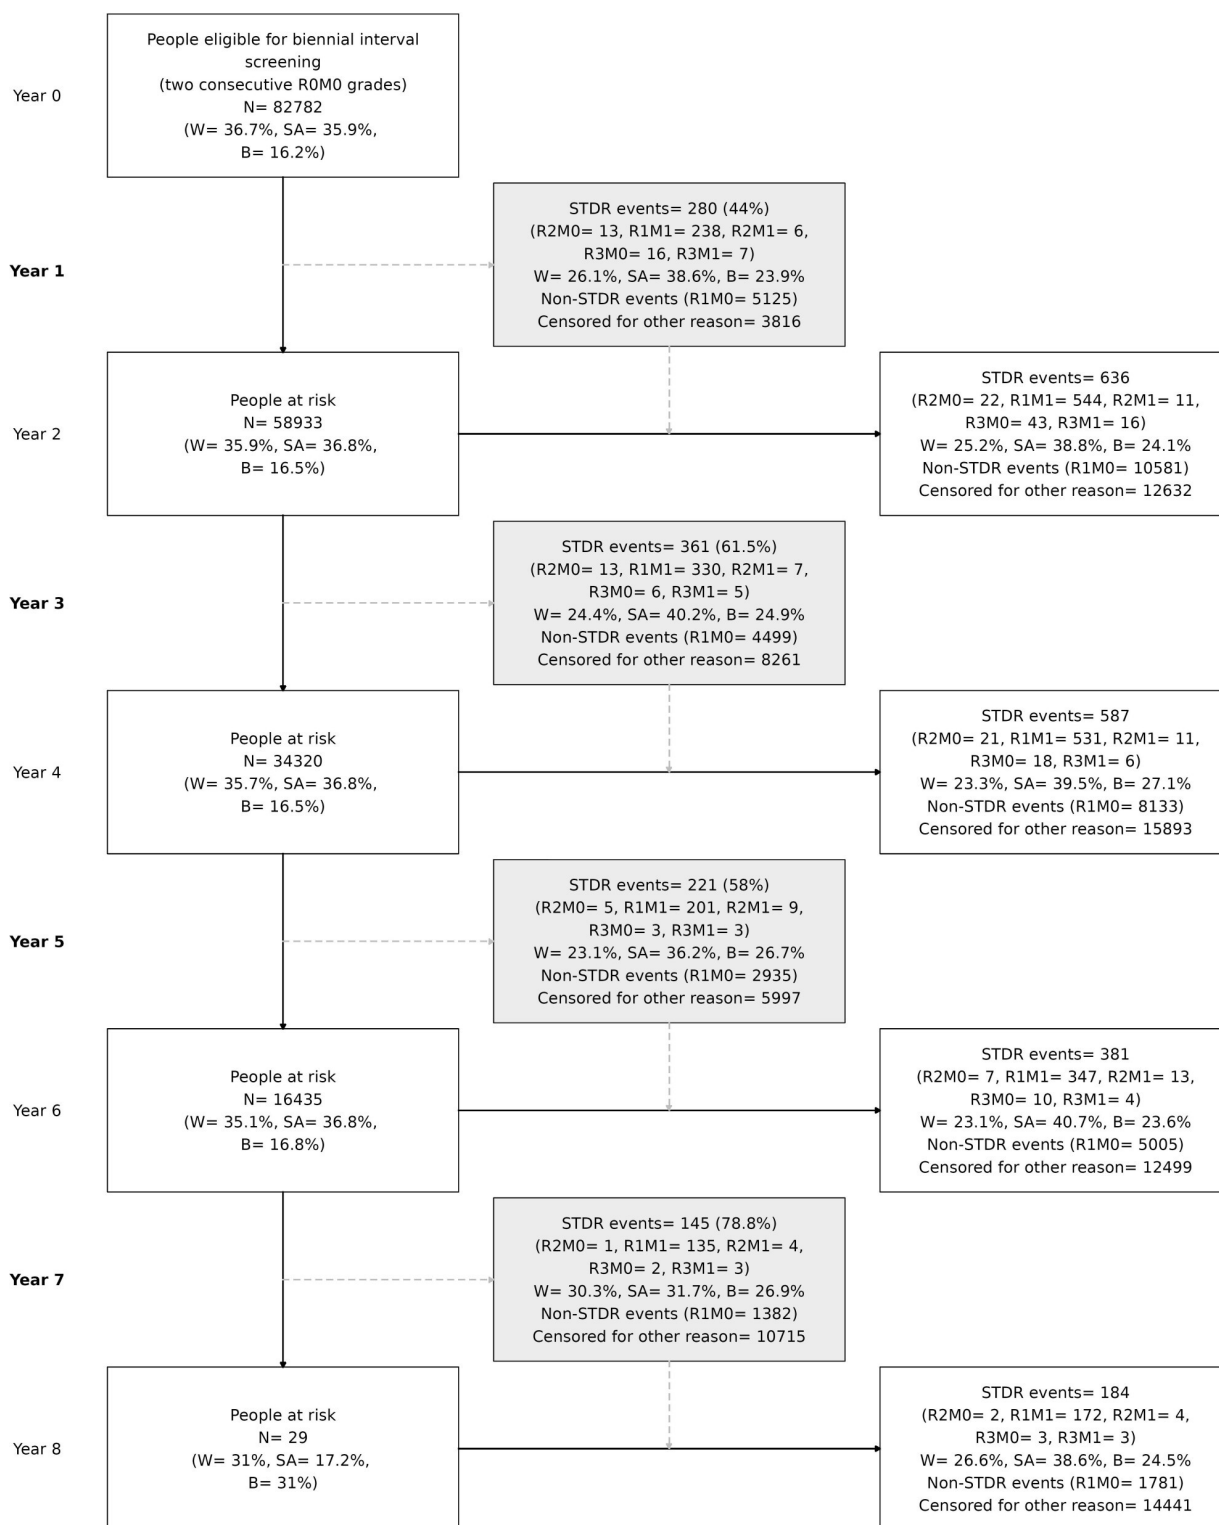 People eligible for biennial interval
screening
(two consecutive R0M0 grades)
N= 82782
(W= 36.7%, SA= 35.9%,
B= 16.2%)
Year 0
STDR events= 280 (44%)
(R2M0= 13, R1M1= 238, R2M1= 6,
R3M0= 16, R3M1= 7)
W= 26.1%, SA= 38.6%, B= 23.9%
Non-STDR events (R1M0= 5125)
Censored for other reason= 3816
Year 1
People at risk
N= 58933
(W= 35.9%, SA= 36.8%,
B= 16.5%)
Year 2
STDR events= 636
(R2M0= 22, R1M1= 544, R2M1= 11,
R3M0= 43, R3M1= 16)
W= 25.2%, SA= 38.8%, B= 24.1%
Non-STDR events (R1M0= 10581)
Censored for other reason= 12632
STDR events= 361 (61.5%)
(R2M0= 13, R1M1= 330, R2M1= 7,
R3M0= 6, R3M1= 5)
W= 24.4%, SA= 40.2%, B= 24.9%
Non-STDR events (R1M0= 4499)
Censored for other reason= 8261
Year 3
People at risk
N= 34320
(W= 35.7%, SA= 36.8%,
B= 16.5%)
Year 4
STDR events= 587
(R2M0= 21, R1M1= 531, R2M1= 11,
R3M0= 18, R3M1= 6)
W= 23.3%, SA= 39.5%, B= 27.1%
Non-STDR events (R1M0= 8133)
Censored for other reason= 15893
STDR events= 221 (58%)
(R2M0= 5, R1M1= 201, R2M1= 9,
R3M0= 3, R3M1= 3)
W= 23.1%, SA= 36.2%, B= 26.7%
Non-STDR events (R1M0= 2935)
Censored for other reason= 5997
Year 5
People at risk
N= 16435
(W= 35.1%, SA= 36.8%,
B= 16.8%)
Year 6
STDR events= 381
(R2M0= 7, R1M1= 347, R2M1= 13,
R3M0= 10, R3M1= 4)
W= 23.1%, SA= 40.7%, B= 23.6%
Non-STDR events (R1M0= 5005)
Censored for other reason= 12499
STDR events= 145 (78.8%)
(R2M0= 1, R1M1= 135, R2M1= 4,
R3M0= 2, R3M1= 3)
W= 30.3%, SA= 31.7%, B= 26.9%
Non-STDR events (R1M0= 1382)
Censored for other reason= 10715
Year 7
People at risk
N= 29
(W= 31%, SA= 17.2%,
B= 31%)
Year 8
STDR events= 184
(R2M0= 2, R1M1= 172, R2M1= 4,
R3M0= 3, R3M1= 3)
W= 26.6%, SA= 38.6%, B= 24.5%
Non-STDR events (R1M0= 1781)
Censored for other reason= 14441